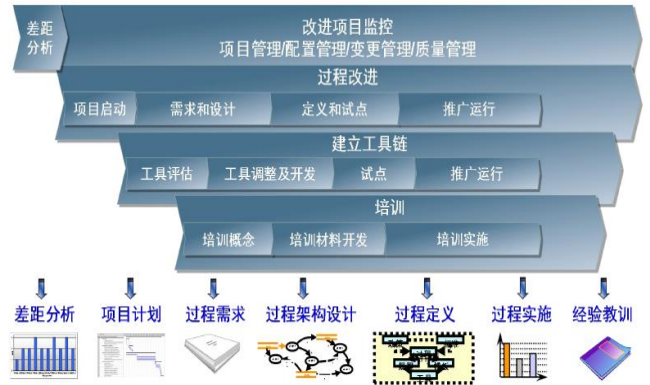 差距
分析
改进项目监控
项目管理/配置管理/变更管理/质量管理
过程改进
项目启动 需求和设计 定义和试点 推广运行
建立工具链
工具评估 工具调整及开发 试点 推广运行
培训
培训概念 培训材料开发 培训实施
差距分析 项目计划 过程需求 过程架构设计 过程定义 过程实施 经验教训